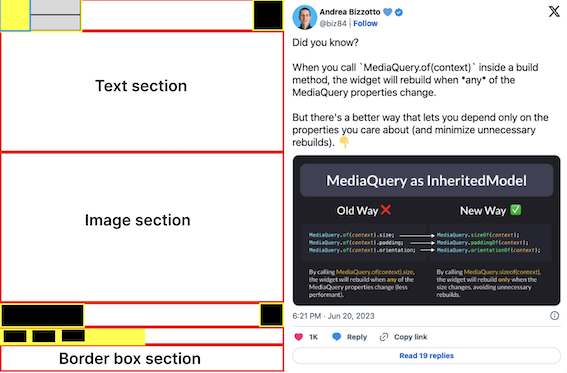 Text section
Image section
Border box section
Andrea Bizzotto
@biz84 | Follow
Did you know?
When you call `MediaQuery.of(context)` inside a build
method, the widget will rebuild when *any* of the
MediaQuery properties change.
But there's a better way that lets you depend only on the
properties you care about (and minimize unnecessary
rebuilds).
MediaQuery as InheritedModel
Old Way
New Way
MediaQuery.of(context).size;
MediaQuery.of(context).padding;
MediaQuery.of(context).orientation;
MediaQuery.sizeOf(context);
MediaQuery.paddingOf(context);
MediaQuery.orientationOf(context);
By calling MediaQuery.of(context).size,
the widget will rebuild when any of the
MediaQuery properties change (less
performant).
By calling MediaQuery.sizeof(context),
the widget will rebuild only when the
size changes, avoiding unnecessary
rebuilds.
6:21 PM · Jun 20, 2023
1K Reply Copy link
Read 19 replies